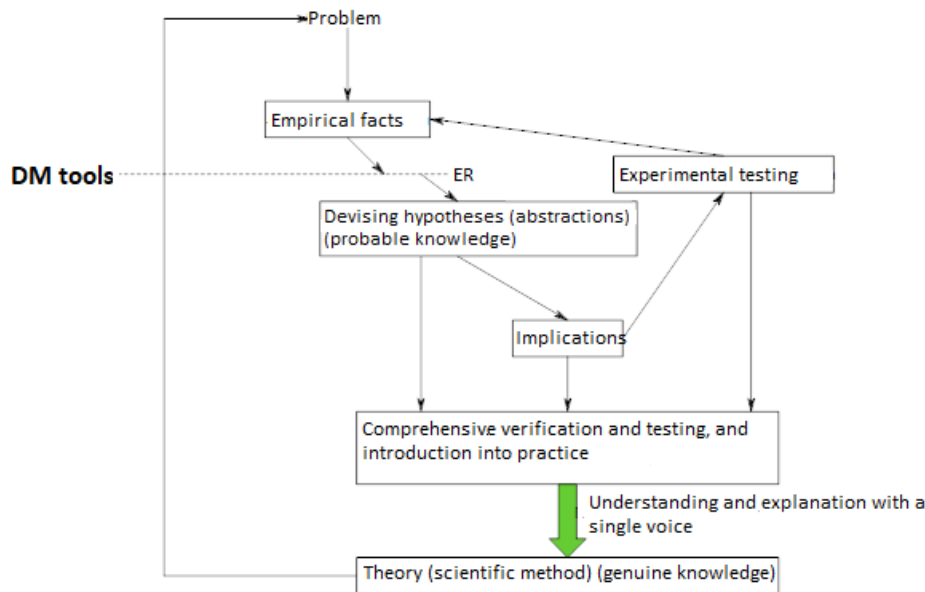 Problem
Empirical facts
DM tools
ER
Experimental testing
Devising hypotheses (abstractions)
(probable knowledge)
Implications
Comprehensive verification and testing, and
introduction into practice
Understanding and explanation with a
single voice
Theory (scientific method) (genuine knowledge)